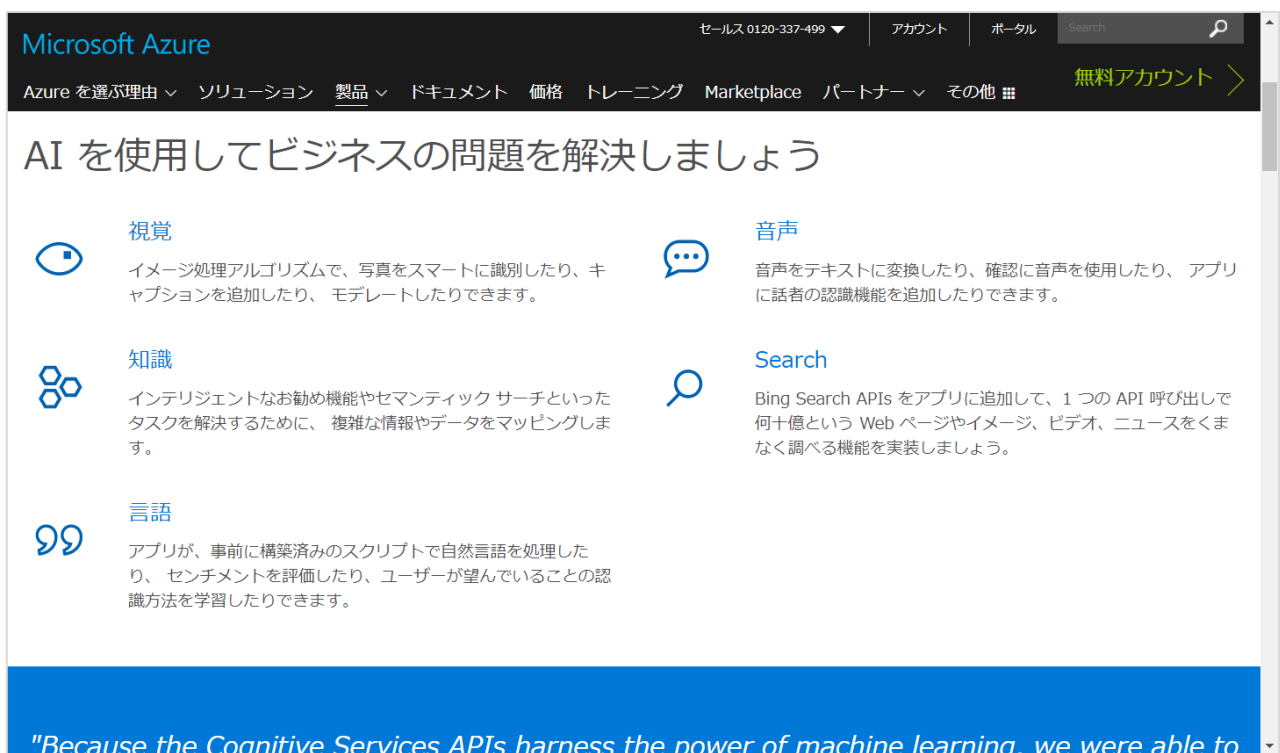 Microsoft Azure
セールス 0120-337-499
アカウント
ポータル
Search
Azure を選ぶ理由
ソリューション
製品
ドキュメント
価格
トレーニング
Marketplace
パートナー
その他
無料アカウント
AI を使用してビジネスの問題を解決しましょう
視覚
イメージ処理アルゴリズムで、写真をスマートに識別したり、キ
ャプションを追加したり、 モデレートしたりできます。
音声
音声をテキストに変換したり、確認に音声を使用したり、 アプリ
に話者の認識機能を追加したりできます。
知識
インテリジェントなお勧め機能やセマンティック サーチといった
タスクを解決するために、 複雑な情報やデータをマッピングしま
す。
Search
Bing Search APIs をアプリに追加して、1 つの API 呼び出しで
何十億という Web ページやイメージ、ビデオ、ニュースをくま
なく調べる機能を実装しましょう。
言語
アプリが、事前に構築済みのスクリプトで自然言語を処理した
り、 センチメントを評価したり、ユーザーが望んでいることの認
識方法を学習したりできます。
"Because the Cognitive Services APIs harness the power of machine learning, we were able to